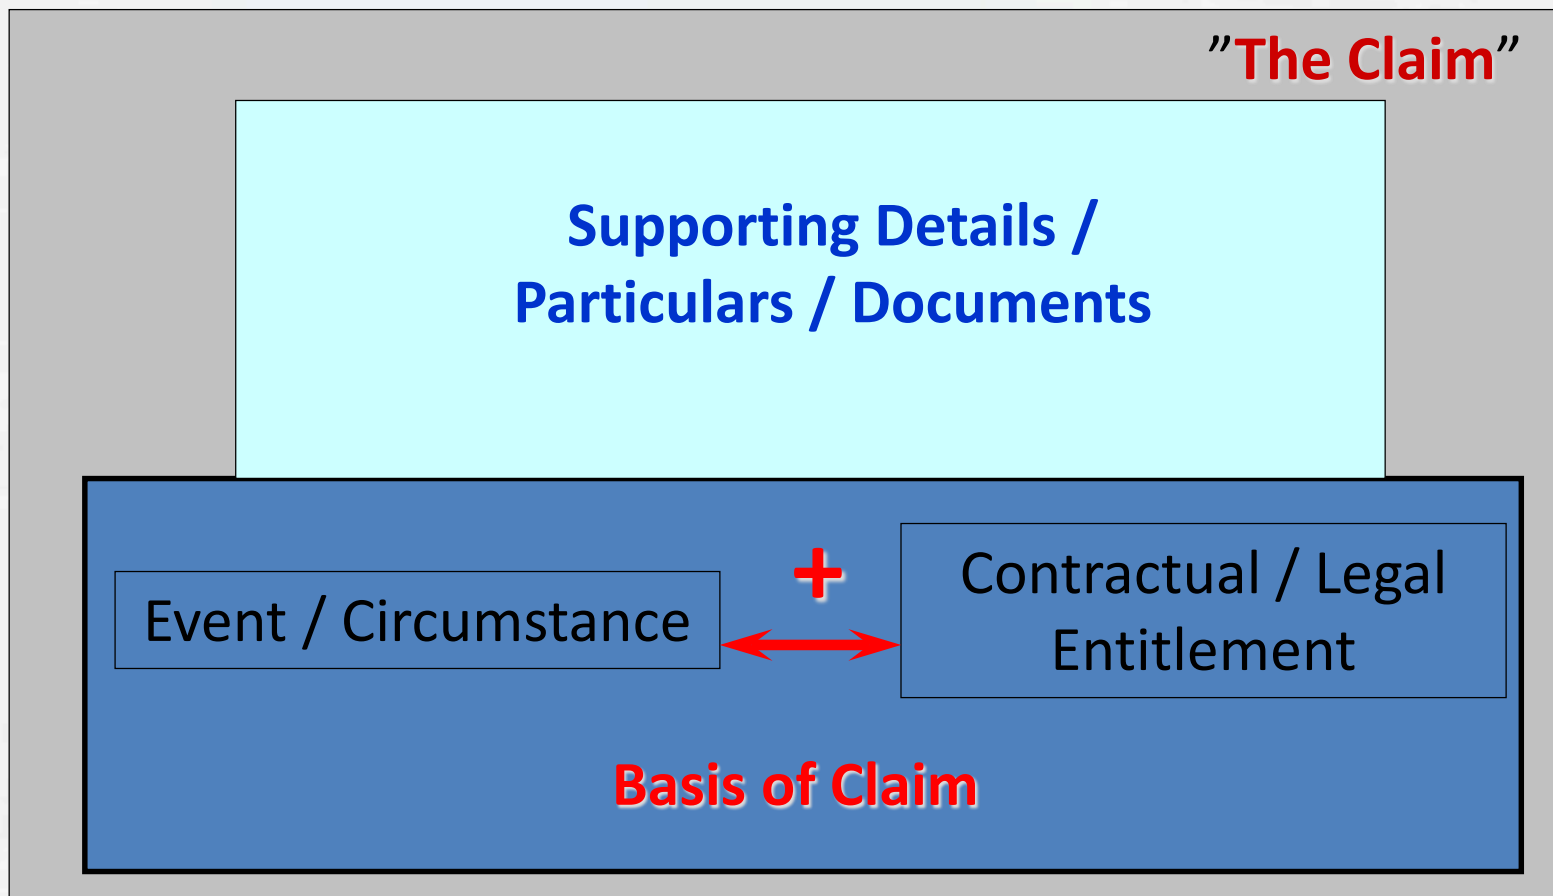 ”The Claim”
Supporting Details /
Particulars / Documents
+
Contractual / Legal
Entitlement
Event / Circumstance
Basis of Claim